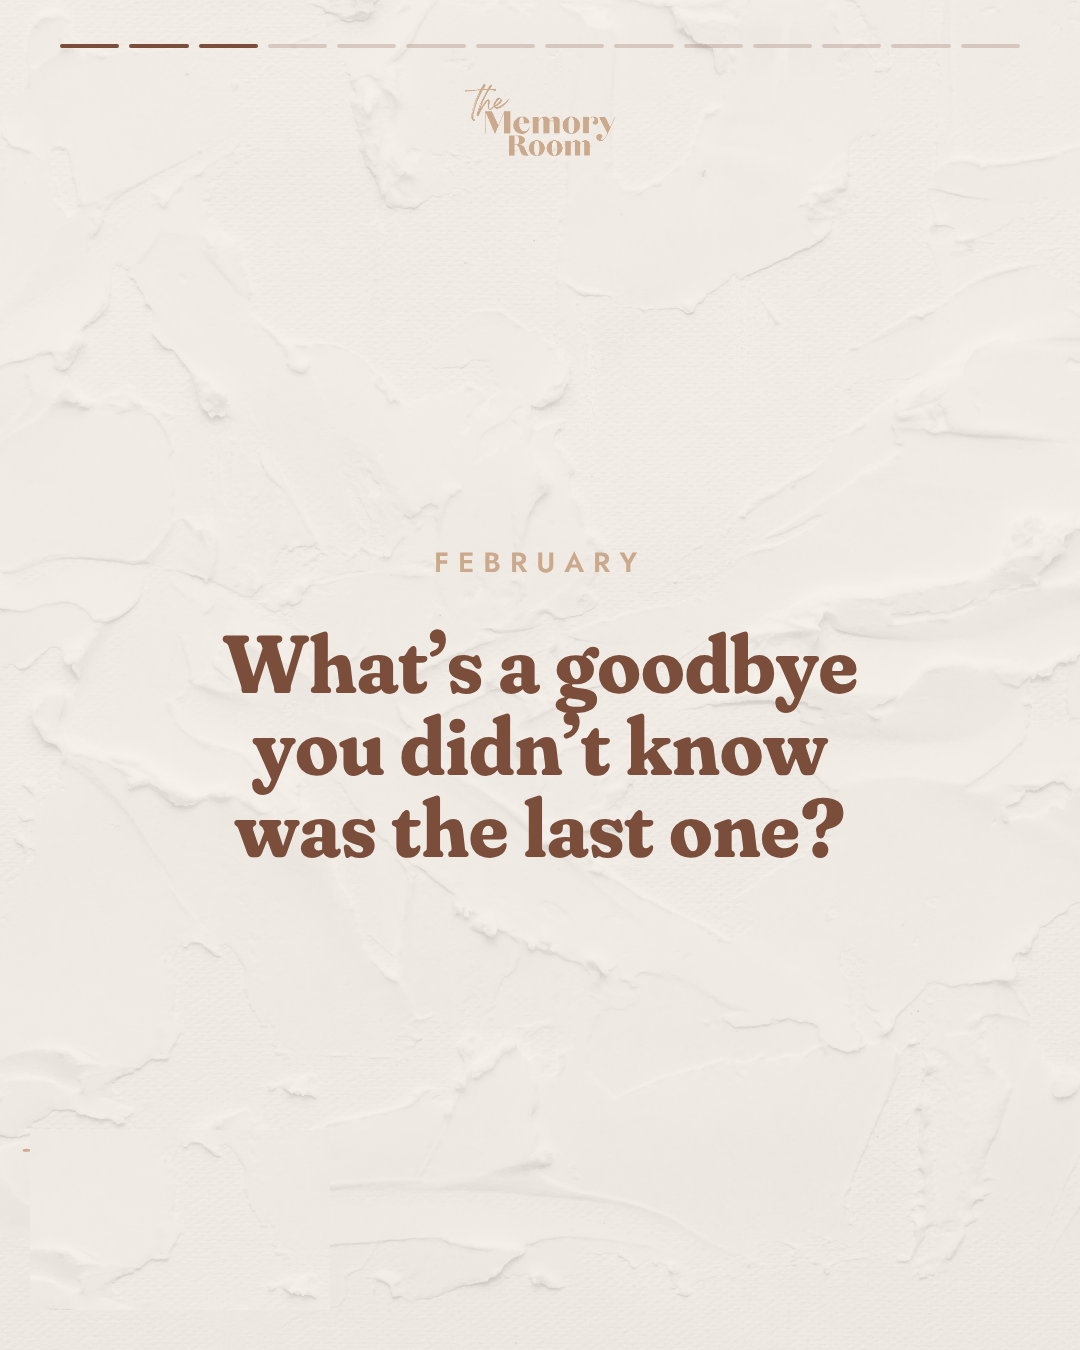 the
Memory
Room
FEBRUARY
What’s a goodbye
you didn’t know
was the last one?